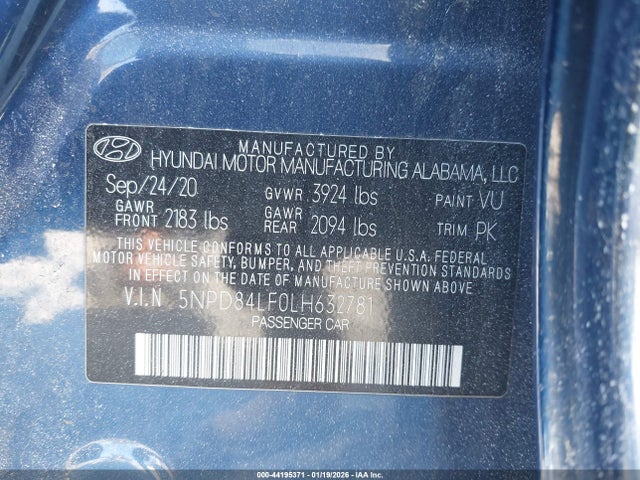 MANUFACTURED BY
HYUNDAI MOTOR MANUFACTURING ALABAMA, LLC
Sep/24/20 GVWR 3924 lbs PAINT VU
GAWR FRONT 2183 lbs GAWR REAR 2094 lbs TRIM PK
THIS VEHICLE CONFORMS TO ALL APPLICABLE U.S.A. FEDERAL
MOTOR VEHICLE SAFETY, BUMPER, AND THEFT PREVENTION STANDARDS
IN EFFECT ON THE DATE OF MANUFACTURE SHOWN ABOVE.
V.I.N 5NPD84LF0LH632781
PASSENGER CAR
000-44195371 - 01/19/2026 - IAAI.COM